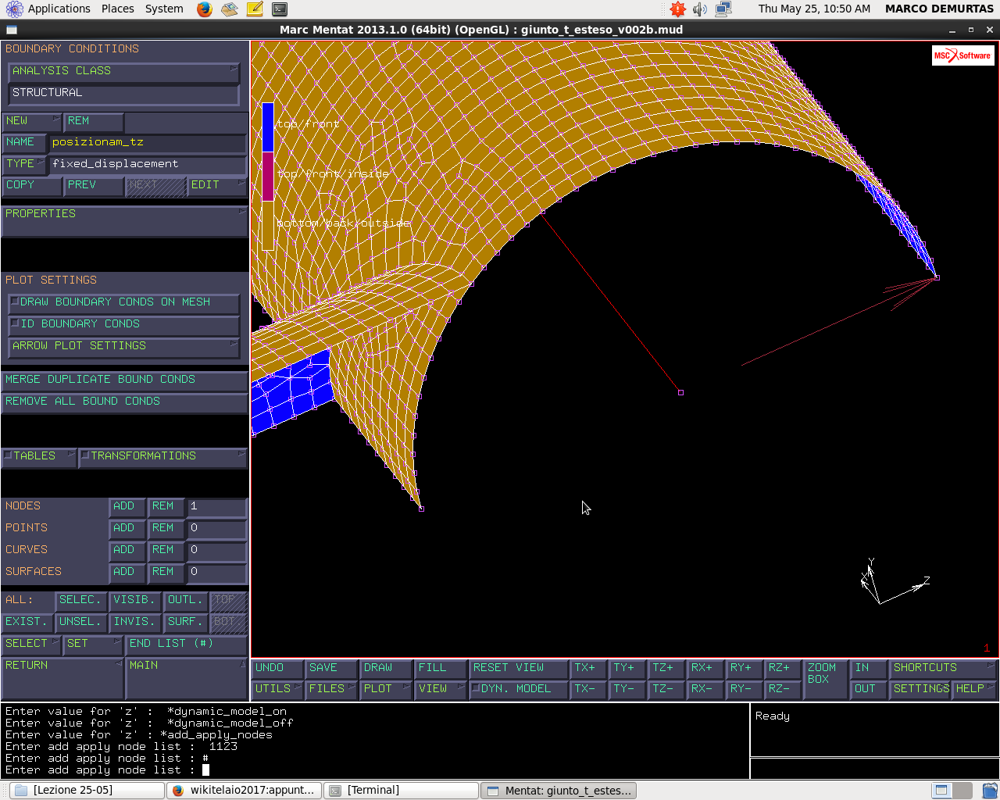 Applications Places System Thu May 25, 10:50 AM MARCO DEMURTAS
Marc Mentat 2013.1.0 (64bit) (OpenGL) : giunto_t_esteso_v002b.mud
BOUNDARY CONDITIONS
ANALYSIS CLASS
STRUCTURAL
NEW REM
NAME posizionam_tz
TYPE fixed_displacement
COPY PREV NEXT EDIT
PROPERTIES
PLOT SETTINGS
DRAW BOUNDARY CONDS ON MESH
ID BOUNDARY CONDS
ARROW PLOT SETTINGS
MERGE DUPLICATE BOUND CONDS
REMOVE ALL BOUND CONDS
TABLES TRANSFORMATIONS
NODES ADD REM 1
POINTS ADD REM 0
CURVES ADD REM 0
SURFACES ADD REM 0
ALL: SELEC. VISIB. OUTL. TOP
EXIST. UNSEL. INVIS. SURF. BOT.
SELECT SET END LIST (#)
RETURN MAIN
MSC Software
top/front
top/front/inside
bottom/back/outside
Y
X Z
1
UNDO SAVE DRAW FILL RESET VIEW TX+ TY+ TZ+ RX+ RY+ RZ+ ZOOM BOX IN SHORTCUTS
UTILS FILES PLOT VIEW DYN. MODEL TX- TY- TZ- RX- RY- RZ- OUT SETTINGS HELP
Enter value for 'z' :  *dynamic_model_on
Enter value for 'z' :  *dynamic_model_off
Enter value for 'z' : *add_apply_nodes
Enter add apply node list :  1123
Enter add apply node list : #
Enter add apply node list :
Ready
[Lezione 25-05] wikitelaio2017:appunt... [Terminal] Mentat: giunto_t_estes...